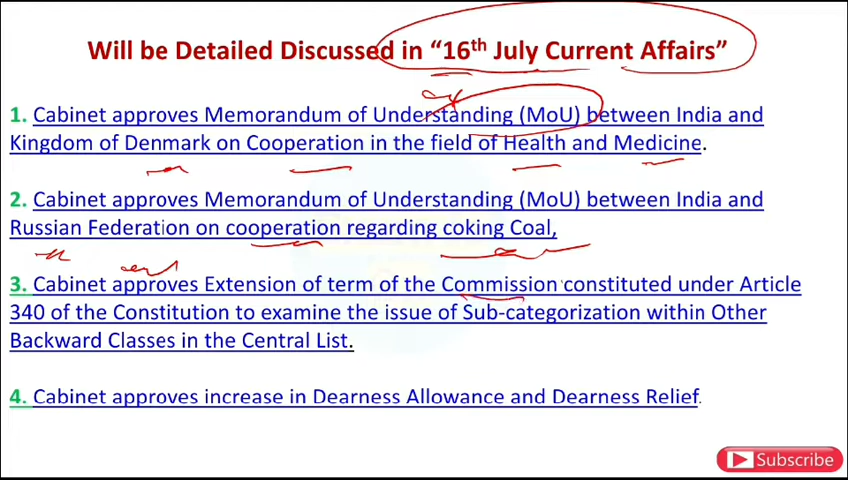 Will be Detailed Discussed in “16th July Current Affairs”
1. Cabinet approves Memorandum of Understanding (MoU) between India and
Kingdom of Denmark on Cooperation in the field of Health and Medicine.
2. Cabinet approves Memorandum of Understanding (MoU) between India and
Russian Federation on cooperation regarding coking Coal,
3. Cabinet approves Extension of term of the Commission constituted under Article
340 of the Constitution to examine the issue of Sub-categorization within Other
Backward Classes in the Central List.
4. Cabinet approves increase in Dearness Allowance and Dearness Relief.
Subscribe